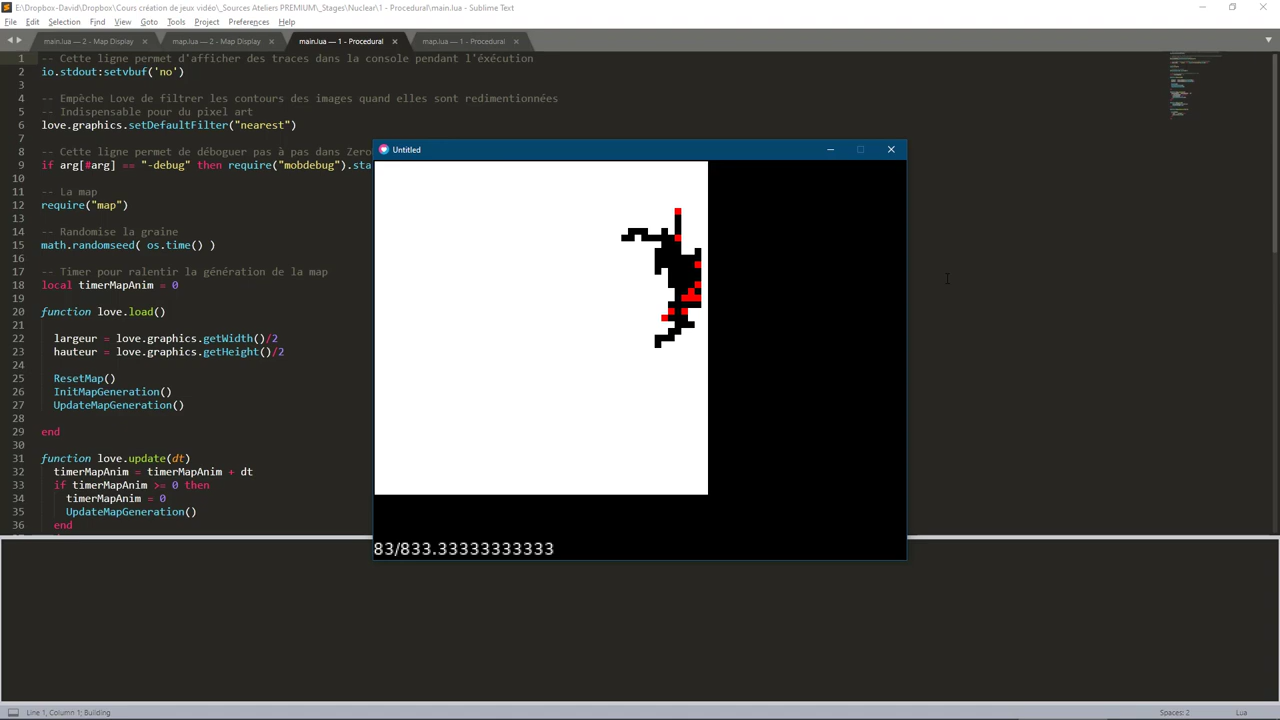 E:\Dropbox-David\Dropbox\Cours création de jeux vidéo\_Sources Ateliers PREMIUM\_Stages\Nuclear\1 - Procedural\main.lua - Sublime Text
File Edit Selection Find View Goto Tools Project Preferences Help
main.lua — 2 - Map Display map.lua — 2 - Map Display main.lua — 1 - Procedural map.lua — 1 - Procedural
1 -- Cette ligne permet d'afficher des traces dans la console pendant l'éxécution
2 io.stdout:setvbuf('no')
3
4 -- Empèche Love de filtrer les contours des images quand elles sont redimentionnées
5 -- Indispensable pour du pixel art
6 love.graphics.setDefaultFilter("nearest")
7
8 -- Cette ligne permet de déboguer pas à pas dans Zero
9 if arg[#arg] == "-debug" then require("mobdebug").sta
10
11 -- La map
12 require("map")
13
14 -- Randomise la graine
15 math.randomseed( os.time() )
16
17 -- Timer pour ralentir la génération de la map
18 local timerMapAnim = 0
19
20 function love.load()
21
22 largeur = love.graphics.getWidth()/2
23 hauteur = love.graphics.getHeight()/2
24
25 ResetMap()
26 InitMapGeneration()
27 UpdateMapGeneration()
28
29 end
30
31 function love.update(dt)
32 timerMapAnim = timerMapAnim + dt
33 if timerMapAnim >= 0 then
34 timerMapAnim = 0
35 UpdateMapGeneration()
36 end
Untitled
83/833.33333333333
Line 1, Column 1; Building Spaces: 2 Lua